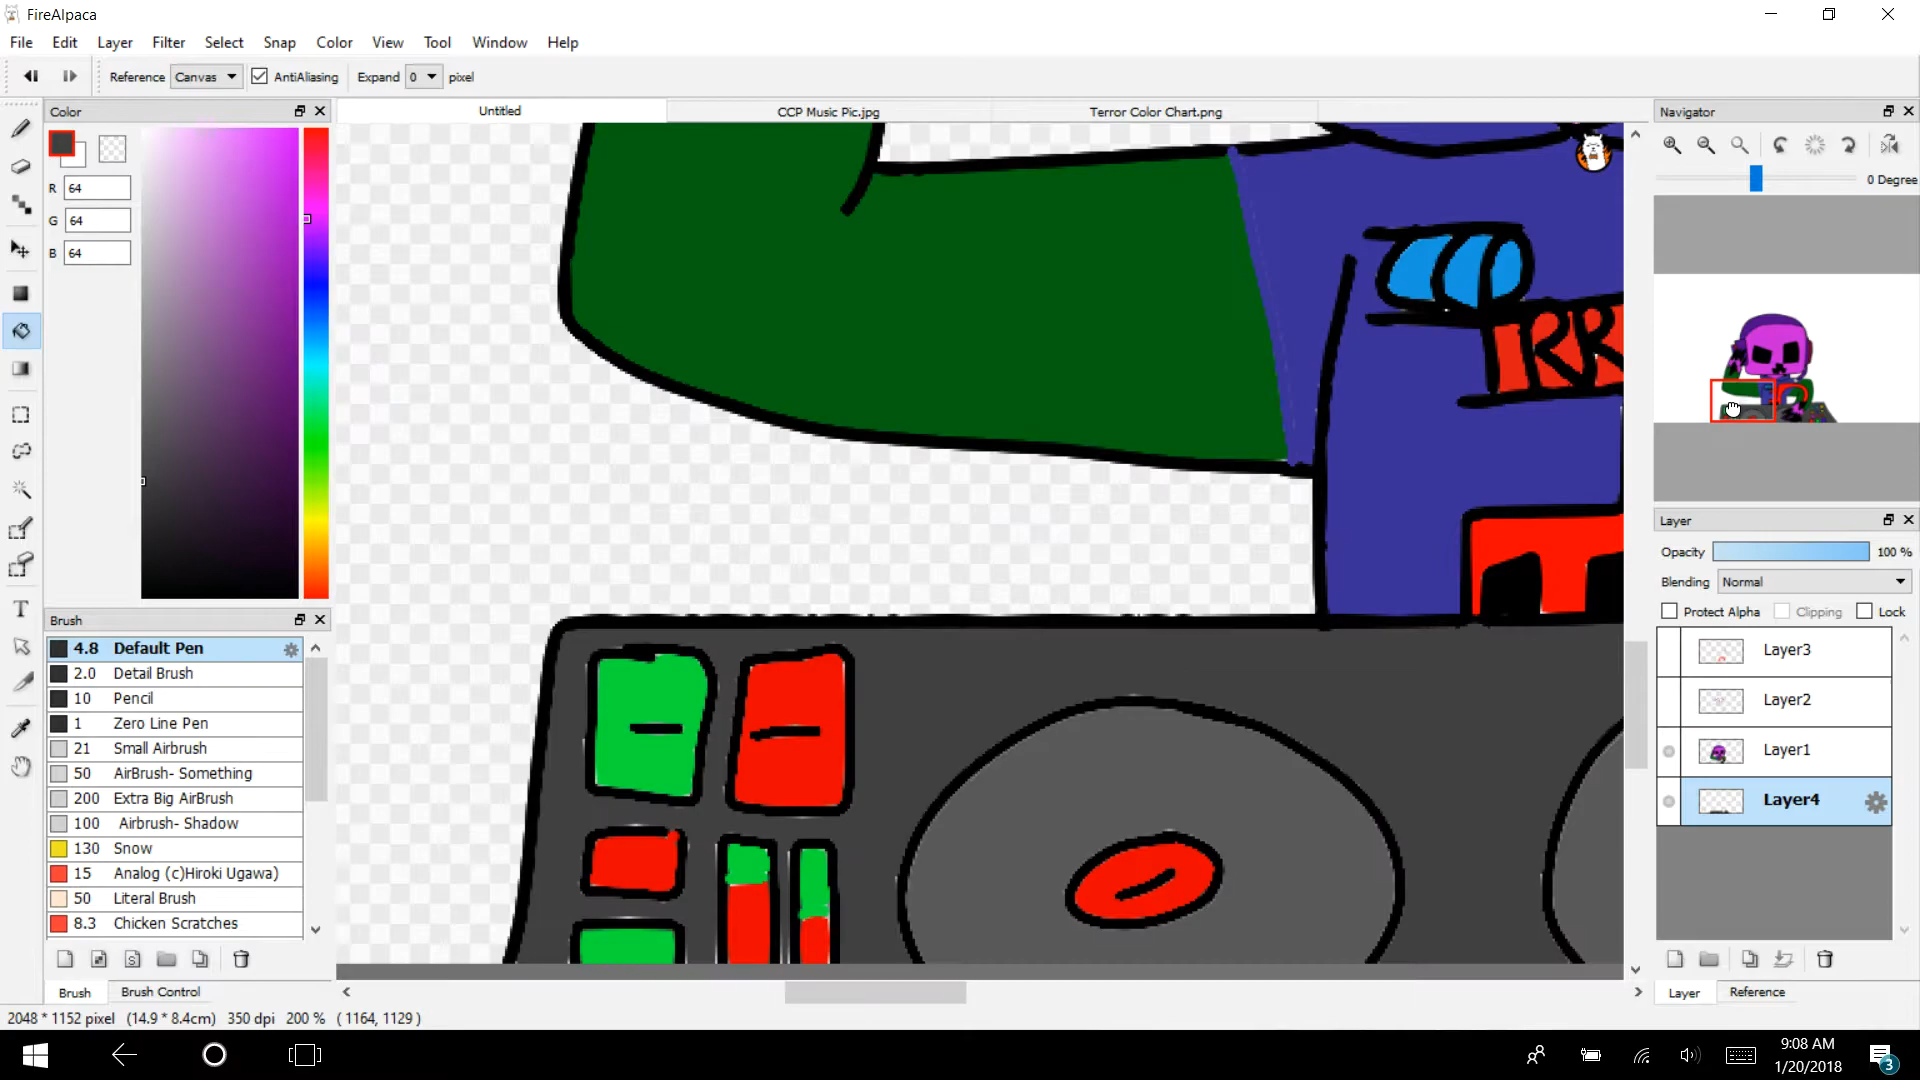 FireAlpaca
File Edit Layer Filter Select Snap Color View Tool Window Help
Reference Canvas AntiAliasing Expand 0 pixel
Color
Untitled
CCP Music Pic.jpg
Terror Color Chart.png
Navigator
0 Degree
R 64
G 64
B 64
RR
T
Layer
Opacity 100 %
Blending Normal
Protect Alpha Clipping Lock
Layer3
Layer2
Layer1
Layer4
Layer Reference
Brush
4.8 Default Pen
2.0 Detail Brush
10 Pencil
1 Zero Line Pen
21 Small Airbrush
50 AirBrush- Something
200 Extra Big AirBrush
100 Airbrush- Shadow
130 Snow
15 Analog (c)Hiroki Ugawa)
50 Literal Brush
8.3 Chicken Scratches
S
Brush Brush Control
2048 * 1152 pixel (14.9 * 8.4cm) 350 dpi 200 % ( 1164, 1129 )
9:08 AM
1/20/2018
3